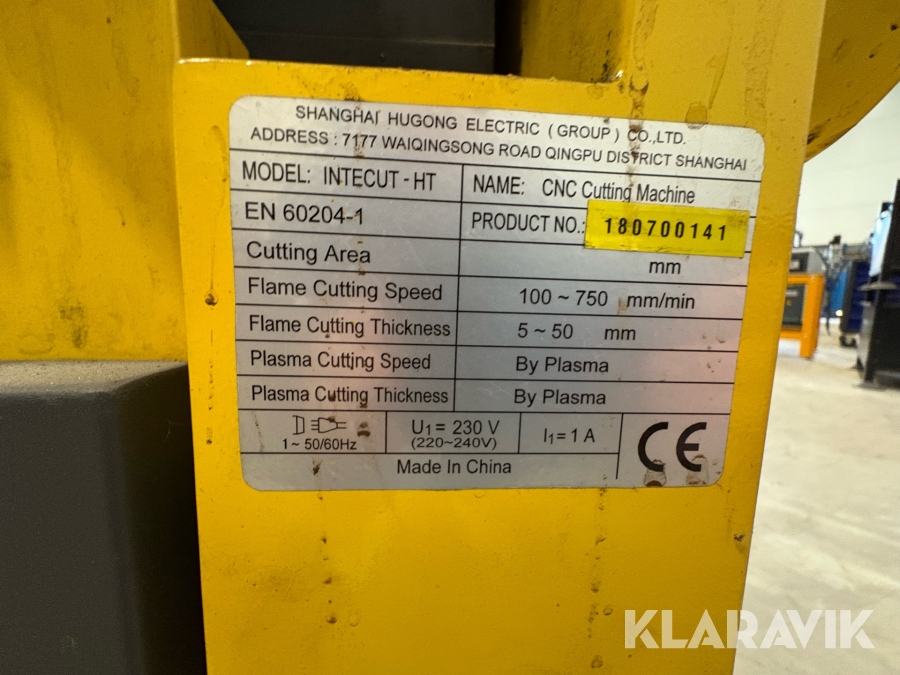 SHANGHAI HUGONG ELECTRIC ( GROUP ) CO.,LTD.
ADDRESS : 7177 WAIQINGSONG ROAD QINGPU DISTRICT SHANGHAI
MODEL: INTECUT - HT NAME: CNC Cutting Machine
EN 60204-1 PRODUCT NO.: 180700141
Cutting Area mm
Flame Cutting Speed 100 ~ 750 mm/min
Flame Cutting Thickness 5 ~ 50 mm
Plasma Cutting Speed By Plasma
Plasma Cutting Thickness By Plasma
1 ~ 50/60Hz U1 = 230 V (220~240V) I1 = 1 A CE
Made In China
KLARAVIK